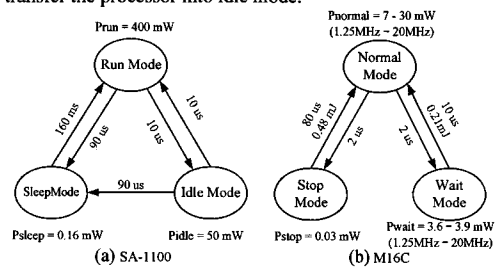 transfer the processor into idle mode.
Prun = 400 mW
Run Mode
160 ms
90 us
10 us
10 us
SleepMode
90 us
Idle Mode
Psleep = 0.16 mW
Pidle = 50 mW
(a) SA-1100
Pnormal = 7 - 30 mW
(1.25MHz ~ 20MHz)
Normal
Mode
80 us
0.48 mJ
2 us
2 us
10 us
0.21mJ
Stop
Mode
Wait
Mode
Pstop = 0.03 mW
Pwait = 3.6 - 3.9 mW
(1.25MHz ~ 20MHz)
(b) M16C